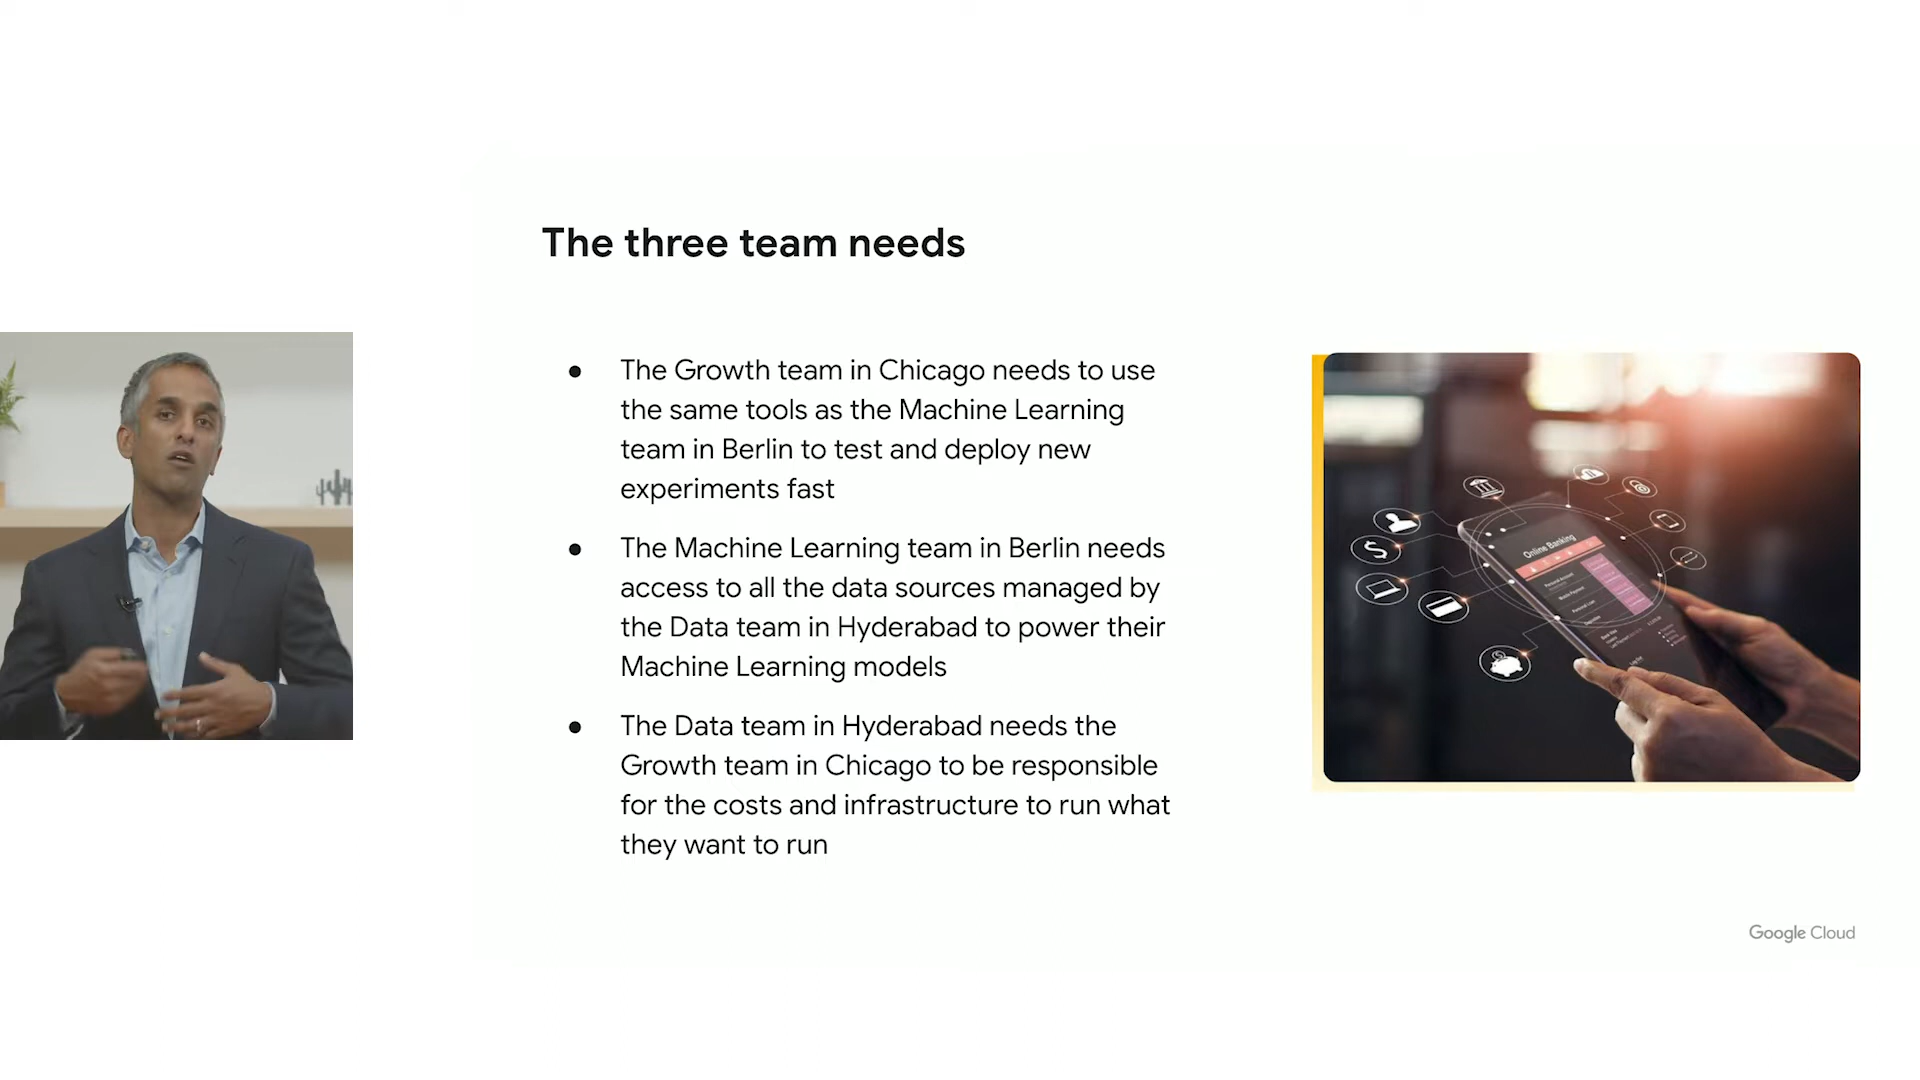 The three team needs
● The Growth team in Chicago needs to use
the same tools as the Machine Learning
team in Berlin to test and deploy new
experiments fast
● The Machine Learning team in Berlin needs
access to all the data sources managed by
the Data team in Hyderabad to power their
Machine Learning models
● The Data team in Hyderabad needs the
Growth team in Chicago to be responsible
for the costs and infrastructure to run what
they want to run
Online Banking
Google Cloud